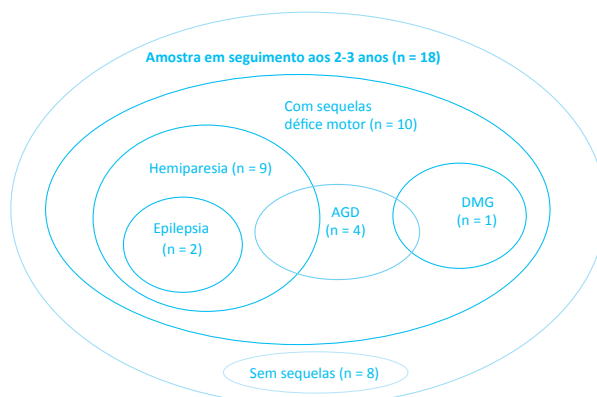 Amostra em seguimento aos 2-3 anos (n = 18)
Com sequelas
défice motor (n = 10)
Hemiparesia (n = 9)
Epilepsia
(n = 2)
AGD
(n = 4)
DMG
(n = 1)
Sem sequelas (n = 8)